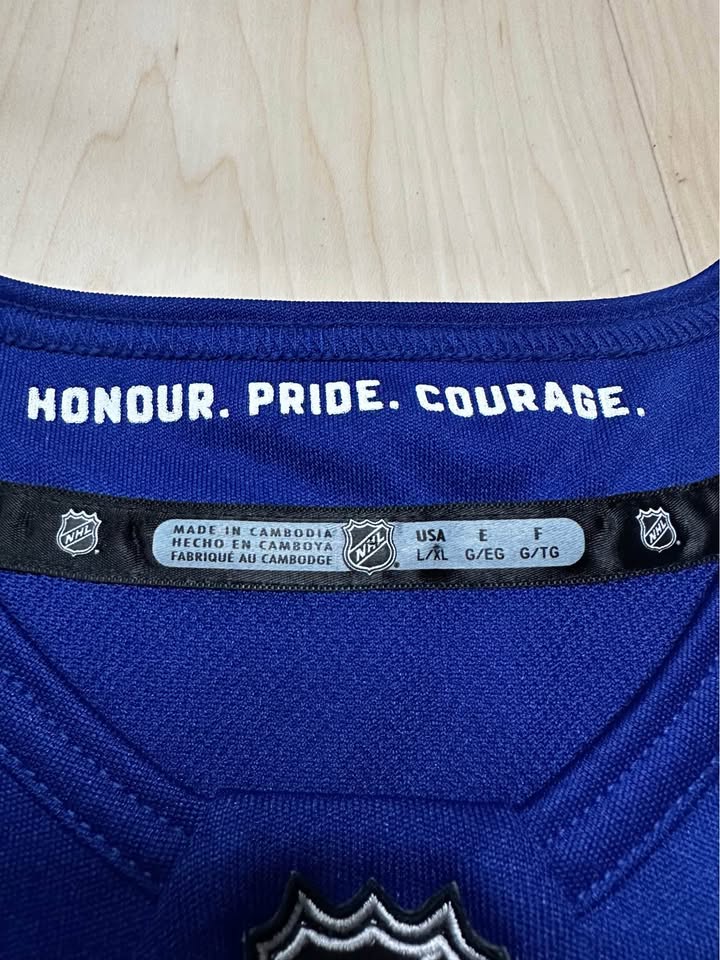 HONOUR. PRIDE. COURAGE.
NHL
MADE IN CAMBODIA
HECHO EN CAMBOYA
FABRIQUÉ AU CAMBODGE
NHL
USA E F
L/XL G/EG G/TG
NHL